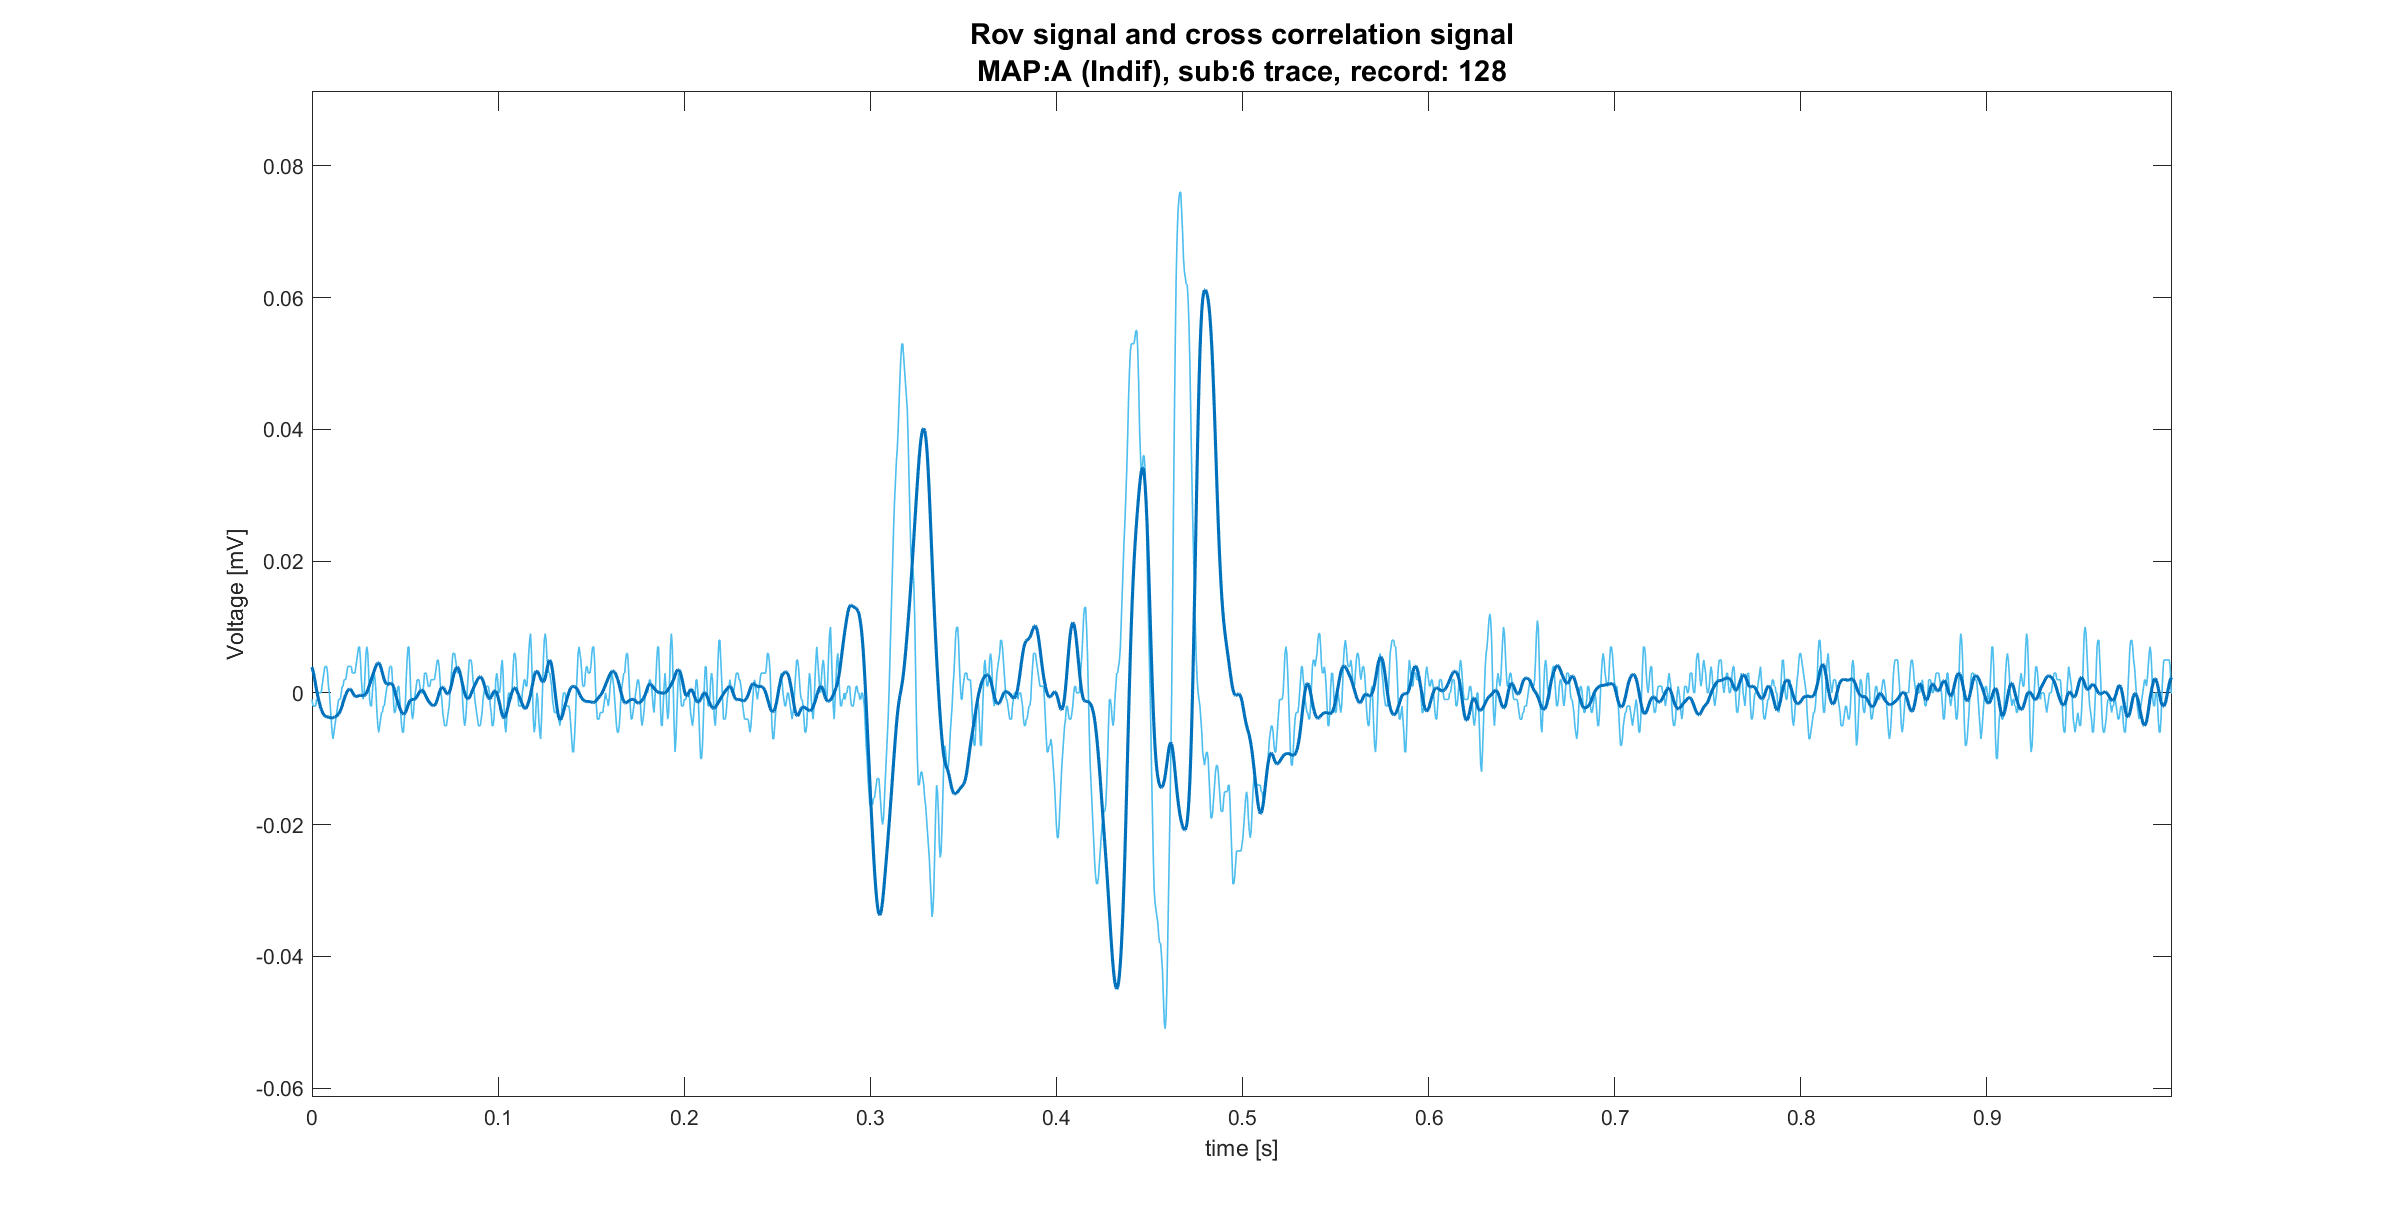 Rov signal and cross correlation signal
MAP:A (Indif), sub:6 trace, record: 128
Voltage [mV]
0.08
0.06
0.04
0.02
0
-0.02
-0.04
-0.06
0 0.1 0.2 0.3 0.4 0.5 0.6 0.7 0.8 0.9
time [s]